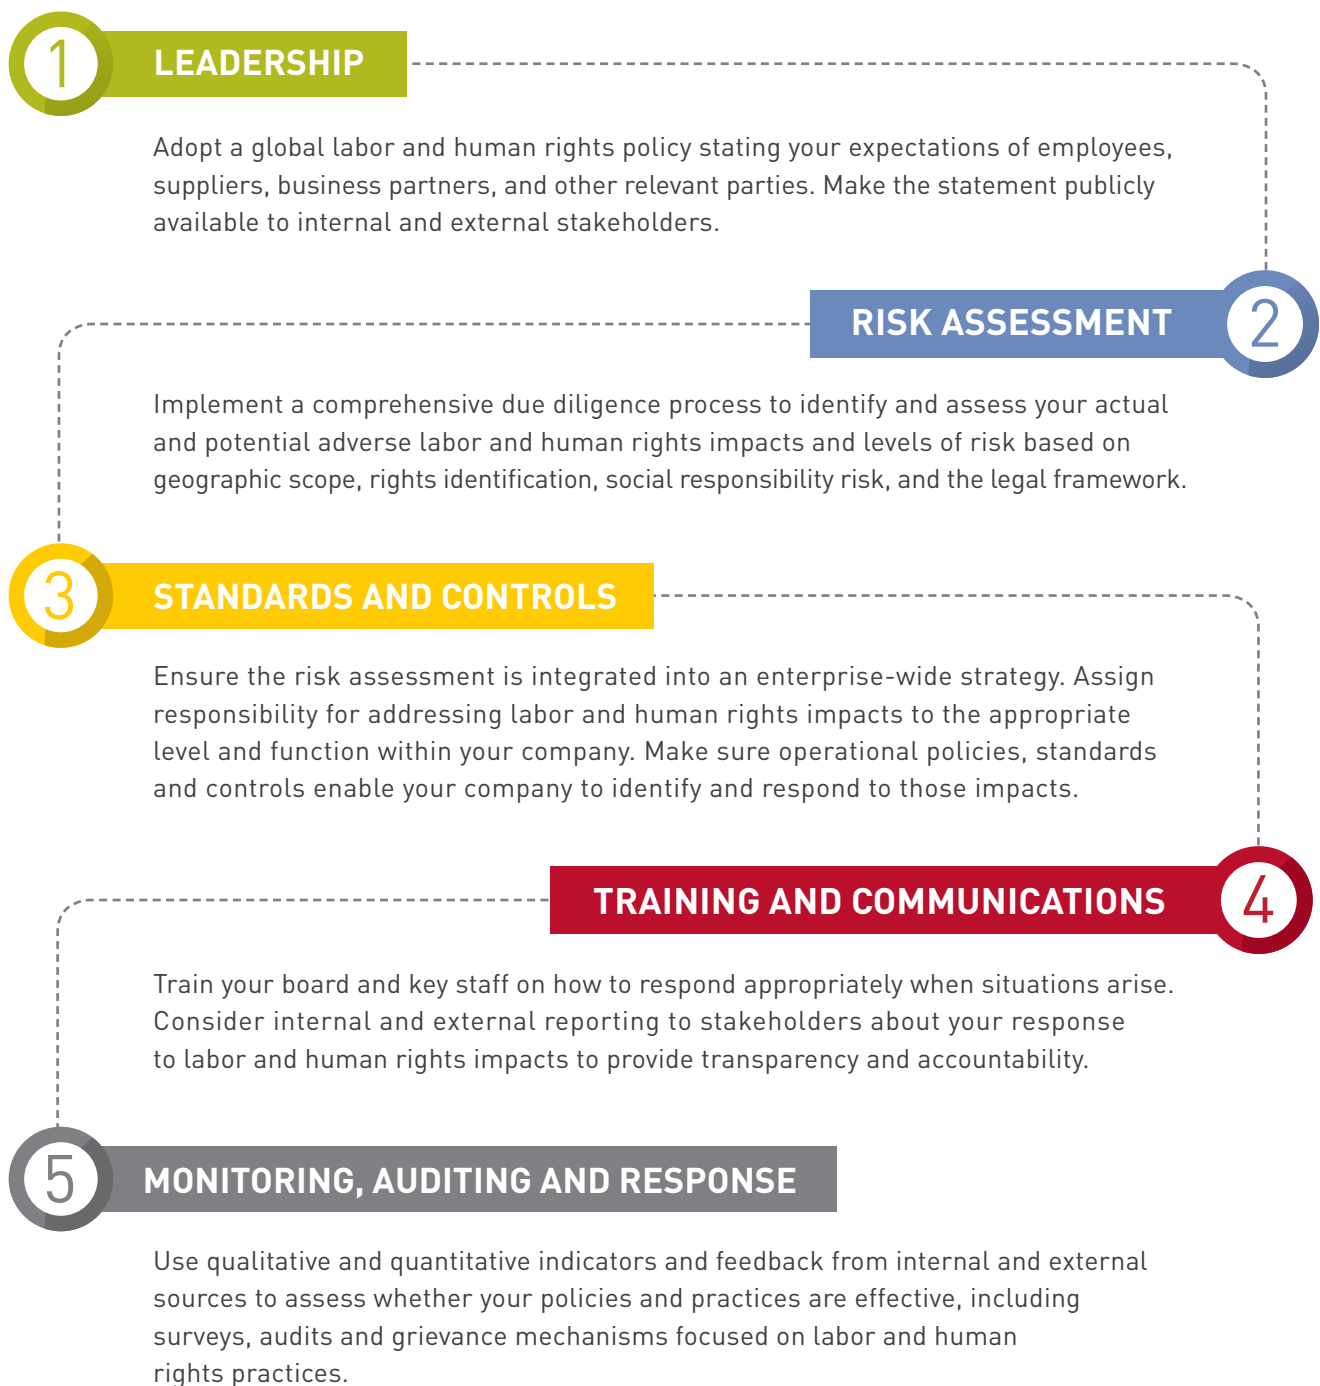 1 LEADERSHIP
Adopt a global labor and human rights policy stating your expectations of employees,
suppliers, business partners, and other relevant parties. Make the statement publicly
available to internal and external stakeholders.
RISK ASSESSMENT 2
Implement a comprehensive due diligence process to identify and assess your actual
and potential adverse labor and human rights impacts and levels of risk based on
geographic scope, rights identification, social responsibility risk, and the legal framework.
3 STANDARDS AND CONTROLS
Ensure the risk assessment is integrated into an enterprise-wide strategy. Assign
responsibility for addressing labor and human rights impacts to the appropriate
level and function within your company. Make sure operational policies, standards
and controls enable your company to identify and respond to those impacts.
TRAINING AND COMMUNICATIONS 4
Train your board and key staff on how to respond appropriately when situations arise.
Consider internal and external reporting to stakeholders about your response
to labor and human rights impacts to provide transparency and accountability.
5 MONITORING, AUDITING AND RESPONSE
Use qualitative and quantitative indicators and feedback from internal and external
sources to assess whether your policies and practices are effective, including
surveys, audits and grievance mechanisms focused on labor and human
rights practices.